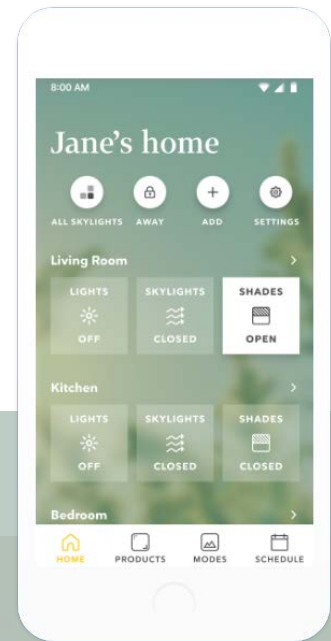 8:00 AM
Jane's home
ALL SKYLIGHTS AWAY ADD SETTINGS
Living Room >
LIGHTS SKYLIGHTS SHADES
OFF CLOSED OPEN
Kitchen >
LIGHTS SKYLIGHTS SHADES
OFF CLOSED CLOSED
Bedroom >
HOME PRODUCTS MODES SCHEDULE